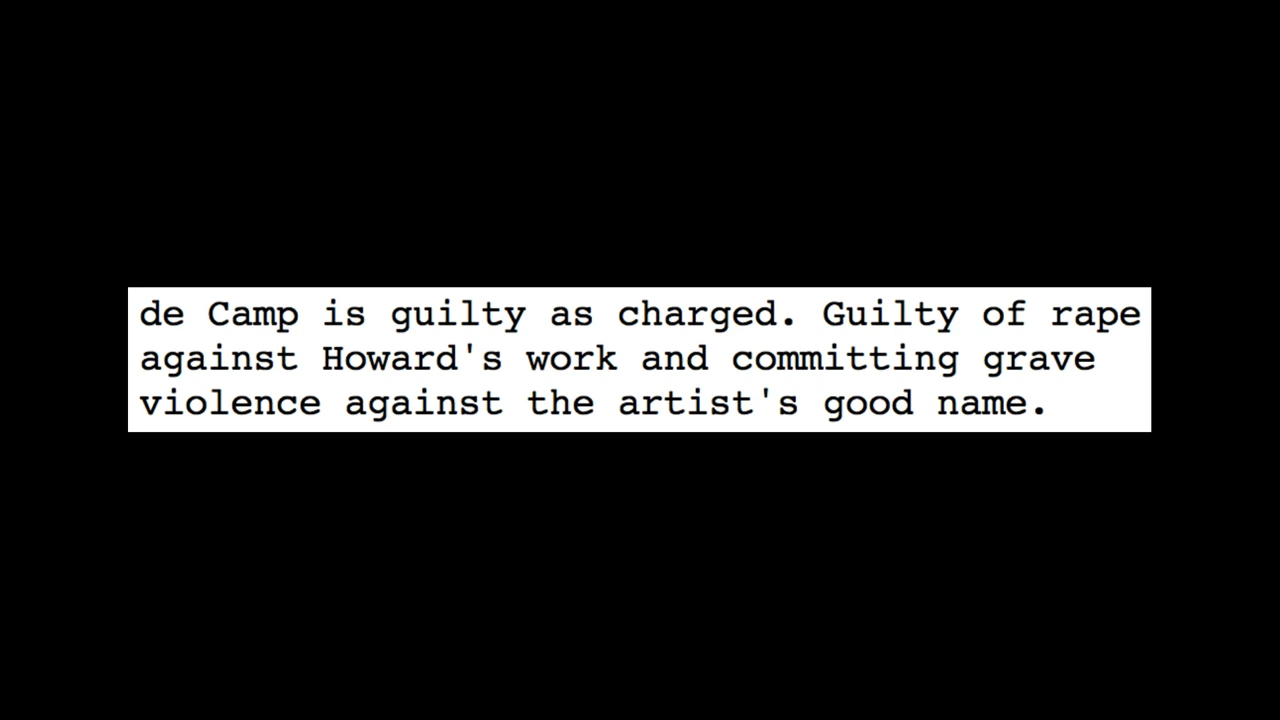 de Camp is guilty as charged. Guilty of rape
against Howard's work and committing grave
violence against the artist's good name.